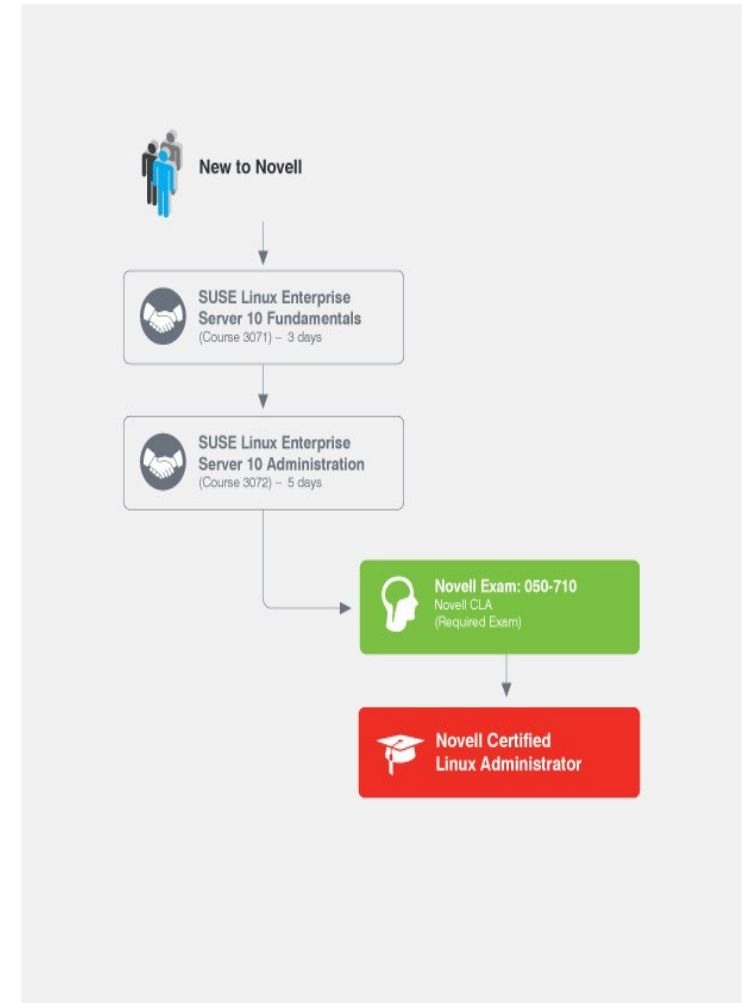 New to Novell
SUSE Linux Enterprise
Server 10 Fundamentals
(Course 3071) – 3 days
SUSE Linux Enterprise
Server 10 Administration
(Course 3072) – 5 days
Novell Exam: 050-710
Novell CLA
(Required Exam)
Novell Certified
Linux Administrator